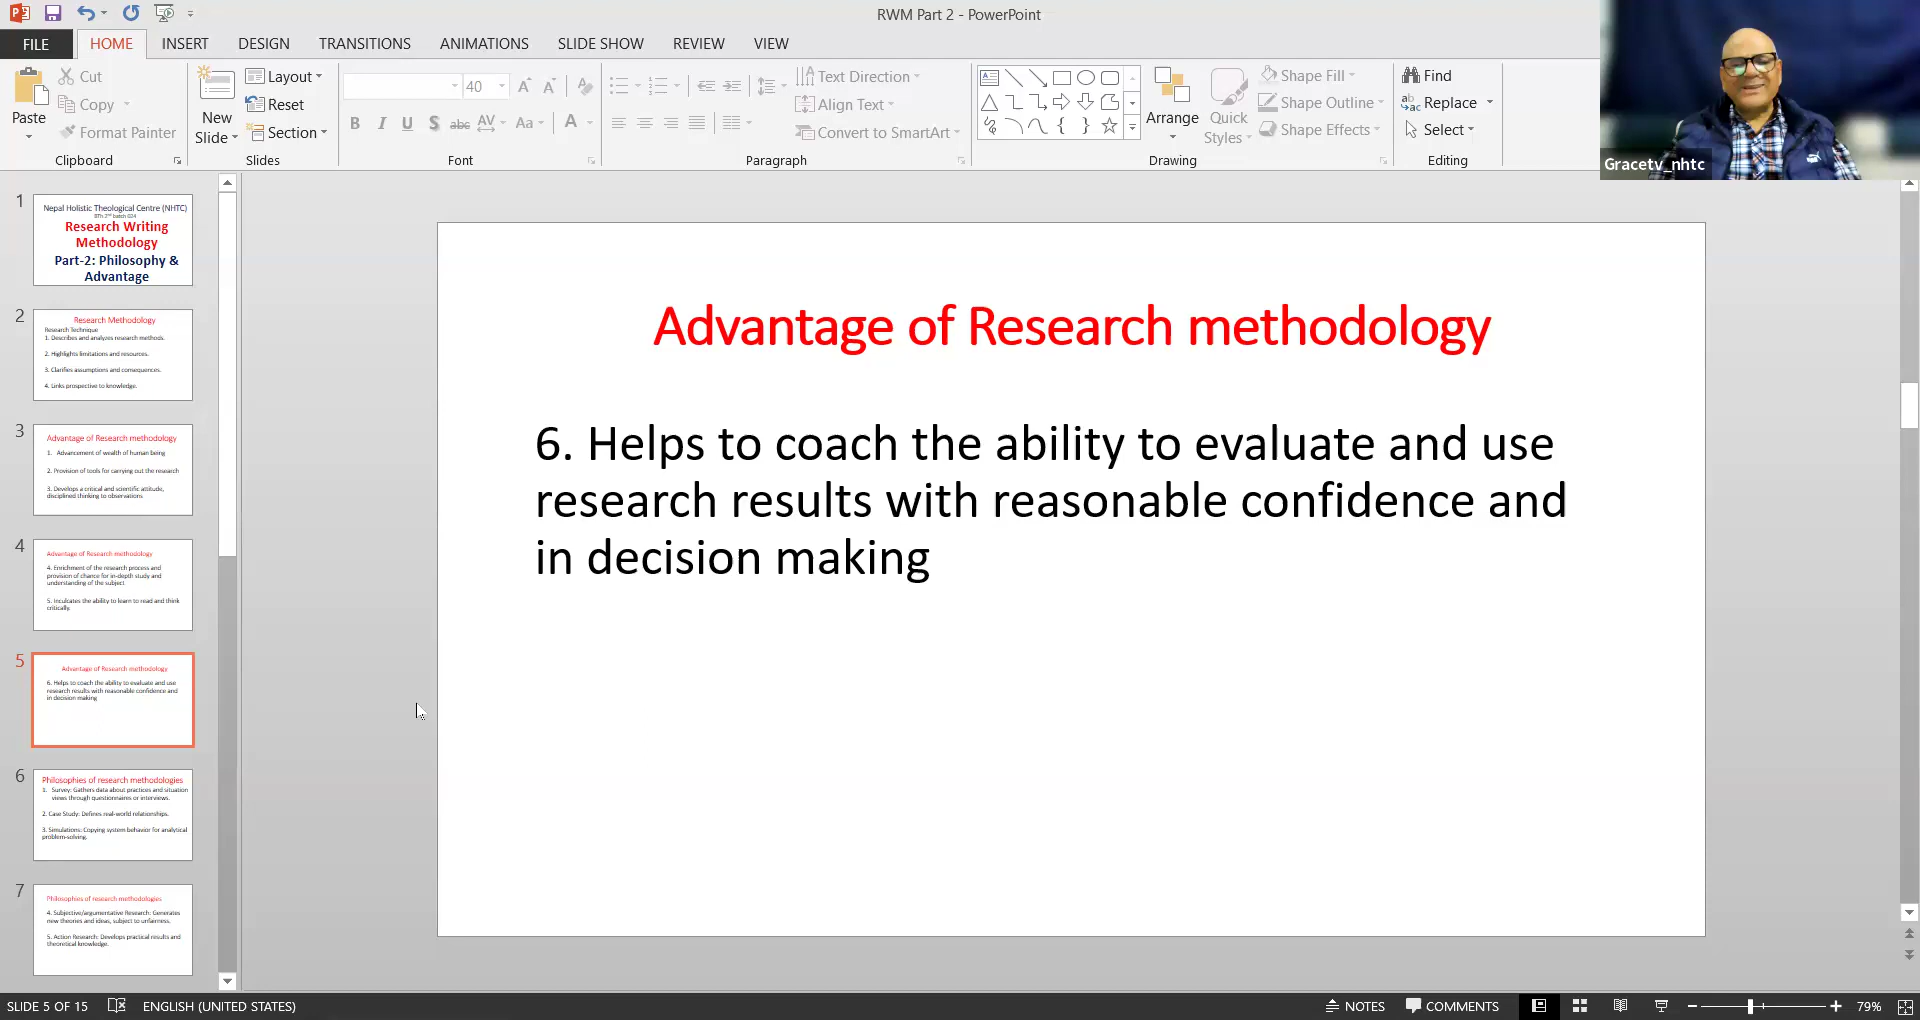 RWM Part 2 - PowerPoint
FILE
HOME
INSERT
DESIGN
TRANSITIONS
ANIMATIONS
SLIDE SHOW
REVIEW
VIEW
Paste
Cut
Copy
Format Painter
Clipboard
New
Slide
Layout
Reset
Section
Slides
40
B I U S abc AV Aa A
Font
Text Direction
Align Text
Convert to SmartArt
Paragraph
Arrange
Quick
Styles
Shape Fill
Shape Outline
Shape Effects
Drawing
Find
Replace
Select
Editing
Gracetv_nhtc
1
Nepal Holistic Theological Centre (NHTC)
Research Writing
Methodology
Part-2: Philosophy &
Advantage
2
Research Methodology
Research Technique
1. Describes and analyzes research methods.
2. Highlights limitations and resources.
3. Clarifies assumptions and consequences.
4. Links prospective to knowledge.
3
Advantage of Research methodology
1. Advancement of wealth of human being
2. Provision of tools for carrying out the research
3. Develops a critical and scientific attitude,
disciplined thinking to observations
4
Advantage of Research methodology
4. Enrichment of the research process and
provision of chance for in-depth study and
understanding of the subject
5. Inculcates the ability to learn to read and think
critically.
5
Advantage of Research methodology
6. Helps to coach the ability to evaluate and use
research results with reasonable confidence and
in decision making
6
Philosophies of research methodologies
1. Survey: Gathers data about practices and situation
views through questionnaires or interviews.
2. Case Study: Defines real-world relationships.
3. Simulations: Copying system behavior for analytical
problem-solving.
7
Philosophies of research methodologies
4. Subjective/argumentative Research: Generates
new theories and ideas, subject to unfairness.
5. Action Research: Develops practical results and
theoretical knowledge.
Advantage of Research methodology
6. Helps to coach the ability to evaluate and use
research results with reasonable confidence and
in decision making
SLIDE 5 OF 15
ENGLISH (UNITED STATES)
NOTES
COMMENTS
79%